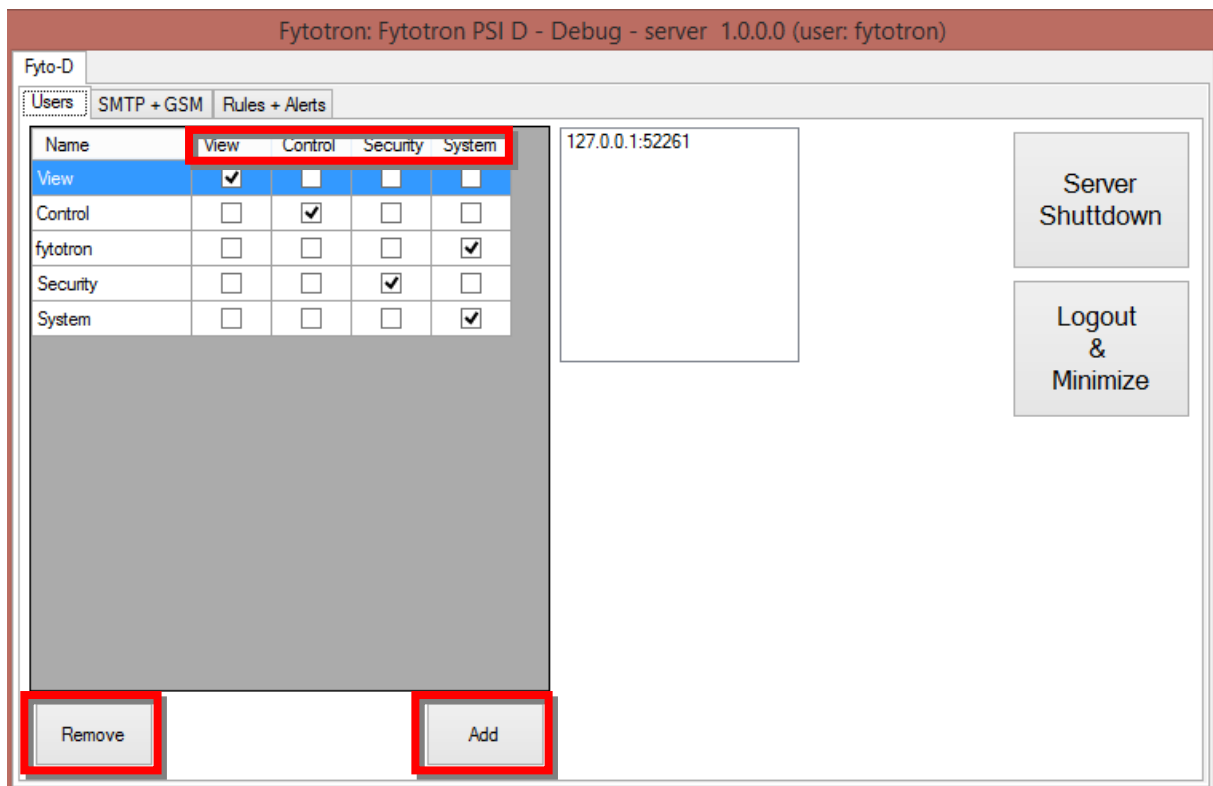 Fytotron: Fytotron PSI D - Debug - server 1.0.0.0 (user: fytotron)
Fyto-D
Users SMTP + GSM Rules + Alerts
Name View Control Security System
View
Control
fytotron
Security
System
127.0.0.1:52261
Server
Shuttdown
Logout
&
Minimize
Remove Add